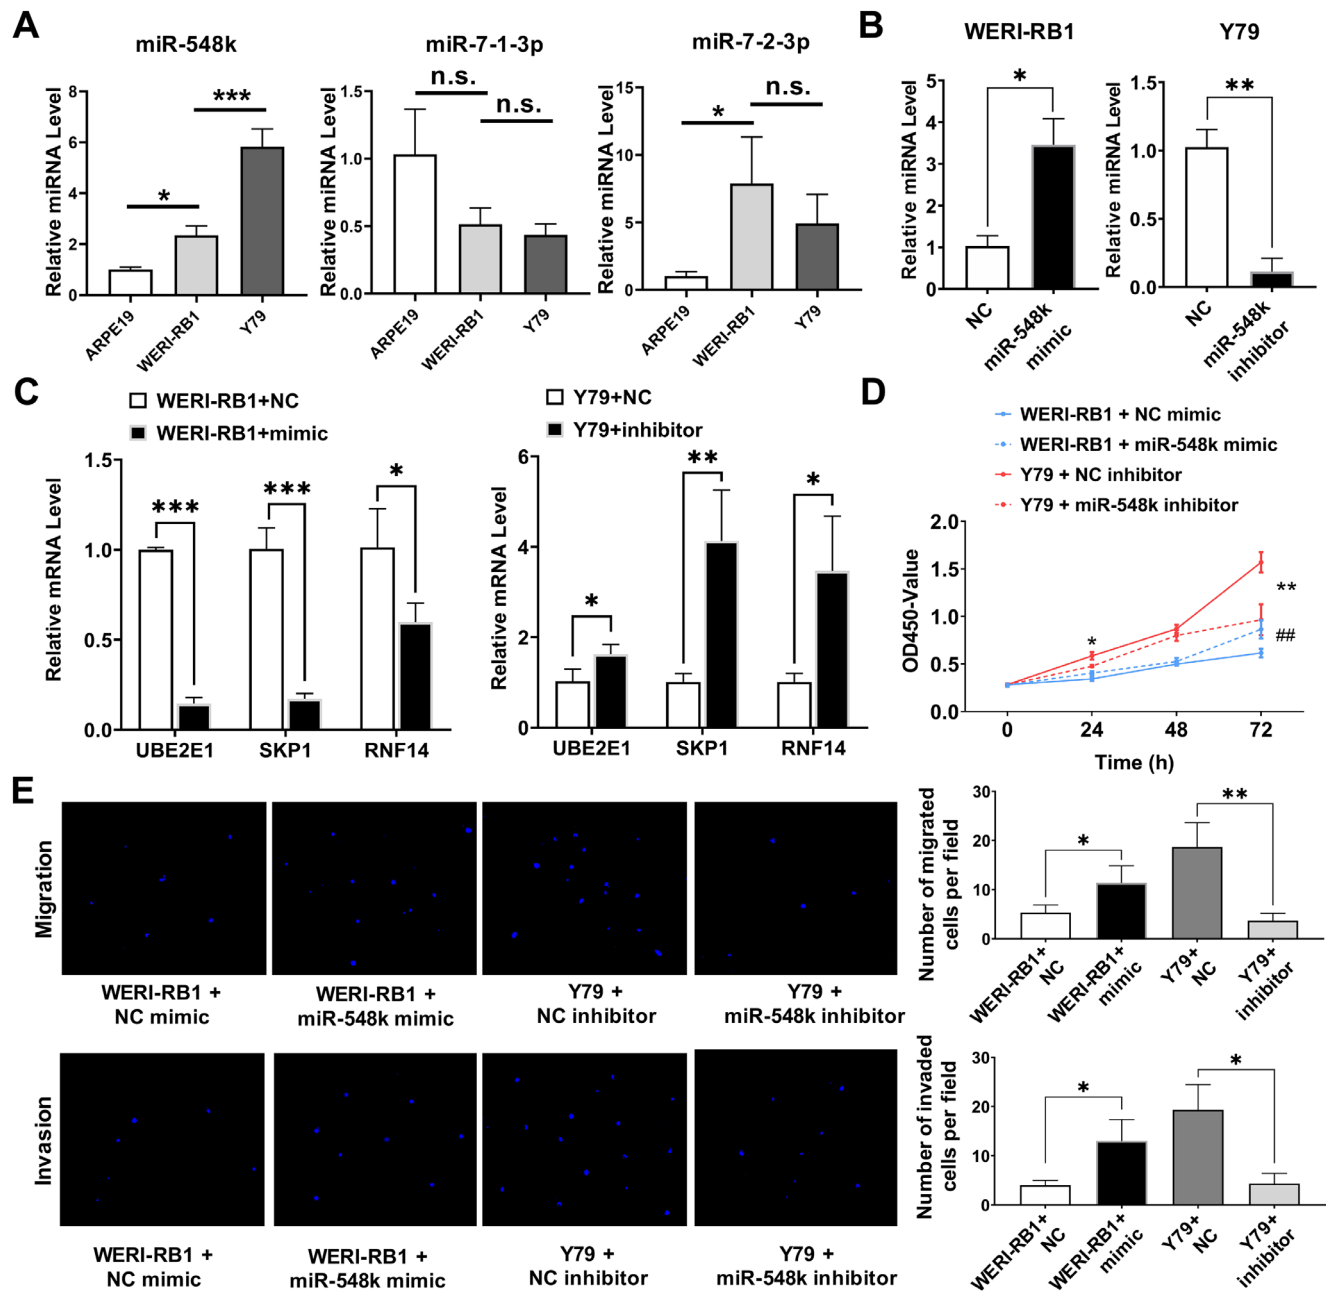 A
miR-548k
Relative miRNA Level
8
6
4
2
0
*
***
ARPE19
WERI-RB1
Y79
miR-7-1-3p
Relative miRNA Level
1.5
1.0
0.5
0.0
n.s.
n.s.
ARPE19
WERI-RB1
Y79
miR-7-2-3p
Relative miRNA Level
15
10
5
0
*
n.s.
ARPE19
WERI-RB1
Y79
B
WERI-RB1
Relative miRNA Level
5
4
3
2
1
0
*
NC
miR-548k
mimic
Y79
Relative miRNA Level
1.5
1.0
0.5
0.0
**
NC
miR-548k
inhibitor
C
WERI-RB1+NC
WERI-RB1+mimic
Relative mRNA Level
1.5
1.0
0.5
0.0
***
***
*
UBE2E1
SKP1
RNF14
Y79+NC
Y79+inhibitor
Relative mRNA Level
6
4
2
0
*
**
*
UBE2E1
SKP1
RNF14
D
WERI-RB1 + NC mimic
WERI-RB1 + miR-548k mimic
Y79 + NC inhibitor
Y79 + miR-548k inhibitor
OD450-Value
2.0
1.5
1.0
0.5
0.0
*
**
##
0
24
48
72
Time (h)
E
Migration
WERI-RB1 +
NC mimic
WERI-RB1 +
miR-548k mimic
Y79 +
NC inhibitor
Y79 +
miR-548k inhibitor
Number of migrated
cells per field
30
20
10
0
*
**
WERI-RB1+
NC
WERI-RB1+
mimic
Y79+
NC
Y79+
inhibitor
Invasion
WERI-RB1 +
NC mimic
WERI-RB1 +
miR-548k mimic
Y79 +
NC inhibitor
Y79 +
miR-548k inhibitor
Number of invaded
cells per field
30
20
10
0
*
*
WERI-RB1+
NC
WERI-RB1+
mimic
Y79+
NC
Y79+
inhibitor